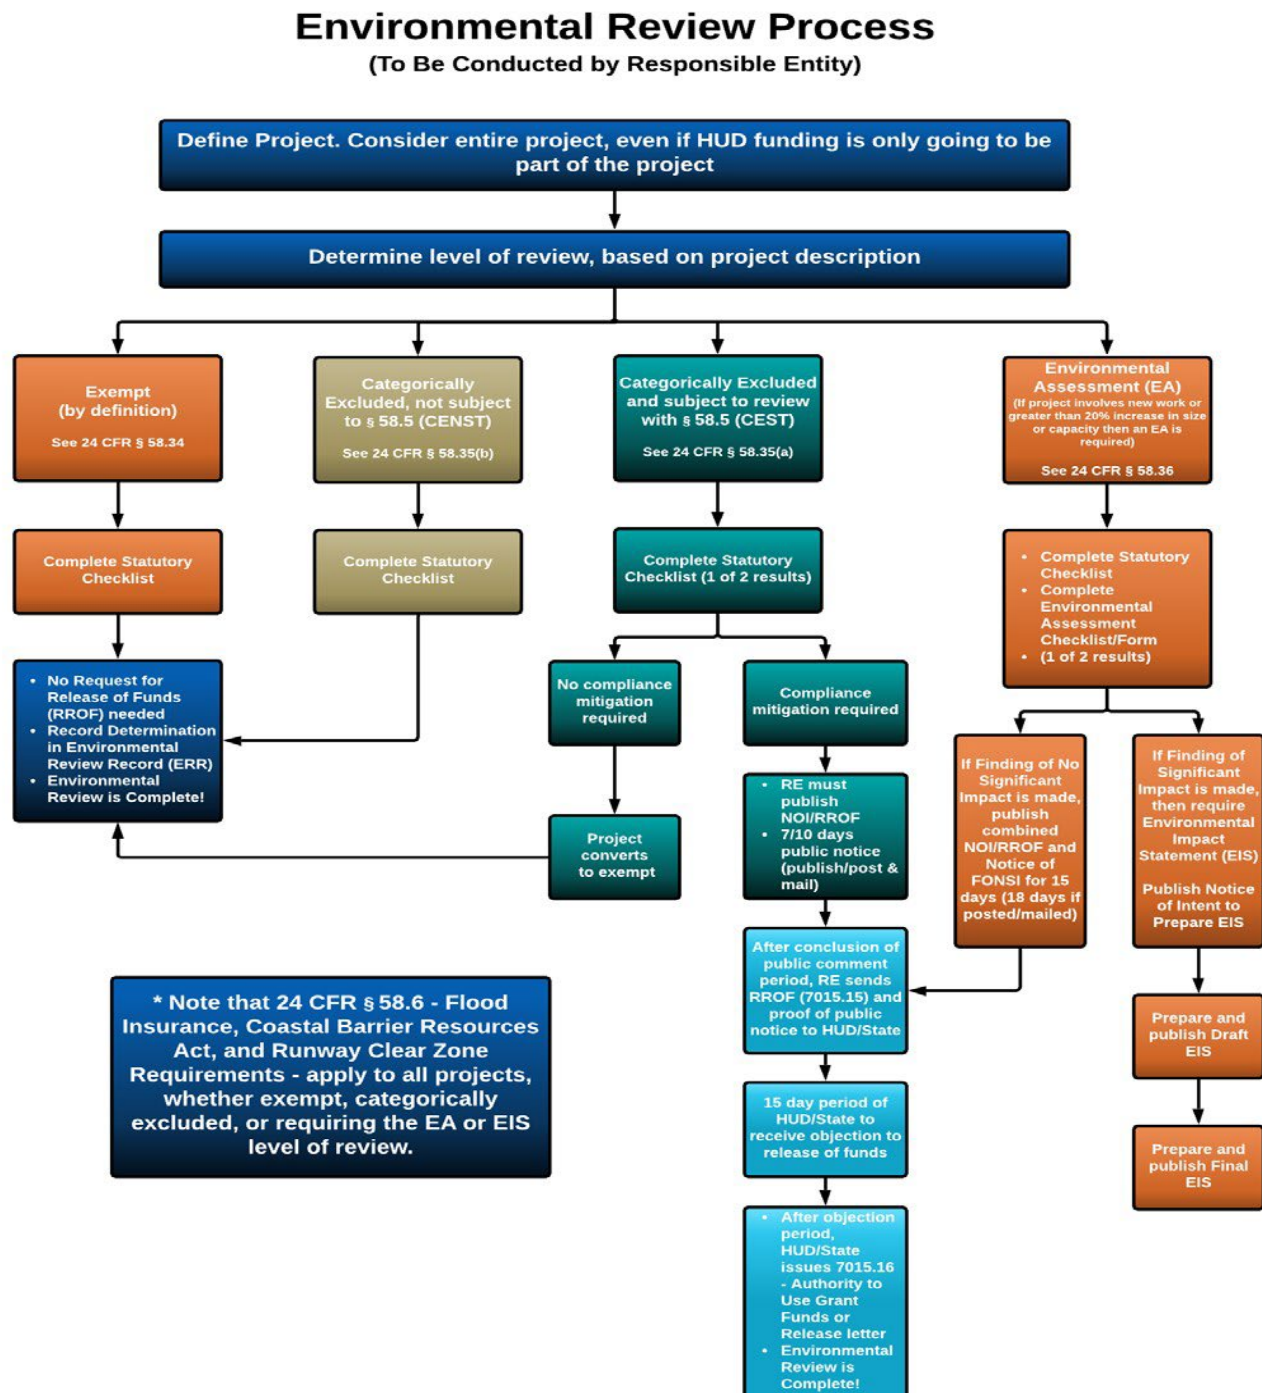 Environmental Review Process
(To Be Conducted by Responsible Entity)
Define Project. Consider entire project, even if HUD funding is only going to be
part of the project
Determine level of review, based on project description
Exempt
(by definition)
See 24 CFR § 58.34
Categorically
Excluded, not subject
to § 58.5 (CENST)
See 24 CFR § 58.35(b)
Categorically Excluded
and subject to review
with § 58.5 (CEST)
See 24 CFR § 58.35(a)
Environmental
Assessment (EA)
(If project involves new work or
greater than 20% increase in size
or capacity then an EA is
required)
See 24 CFR § 58.36
Complete Statutory
Checklist
Complete Statutory
Checklist
Complete Statutory
Checklist (1 of 2 results)
• Complete Statutory
Checklist
• Complete
Environmental
Assessment
Checklist/Form
• (1 of 2 results)
• No Request for
Release of Funds
(RROF) needed
• Record Determination
in Environmental
Review Record (ERR)
• Environmental
Review is Complete!
No compliance
mitigation
required
Compliance
mitigation required
If Finding of No
Significant
Impact is made,
publish
combined
NOI/RROF and
Notice of
FONSI for 15
days (18 days if
posted/mailed)
If Finding of
Significant
Impact is made,
then require
Environmental
Impact
Statement (EIS)
Publish Notice
of Intent to
Prepare EIS
Project
converts
to exempt
• RE must
publish
NOI/RROF
• 7/10 days
public notice
(publish/post &
mail)
After conclusion of
public comment
period, RE sends
RROF (7015.15) and
proof of public
notice to HUD/State
Prepare and
publish Draft
EIS
* Note that 24 CFR § 58.6 - Flood
Insurance, Coastal Barrier Resources
Act, and Runway Clear Zone
Requirements - apply to all projects,
whether exempt, categorically
excluded, or requiring the EA or EIS
level of review.
15 day period of
HUD/State to
receive objection to
release of funds
Prepare and
publish Final
EIS
• After objection
period,
HUD/State
issues 7015.16
- Authority to
Use Grant
Funds or
Release letter
• Environmental
Review is
Complete!